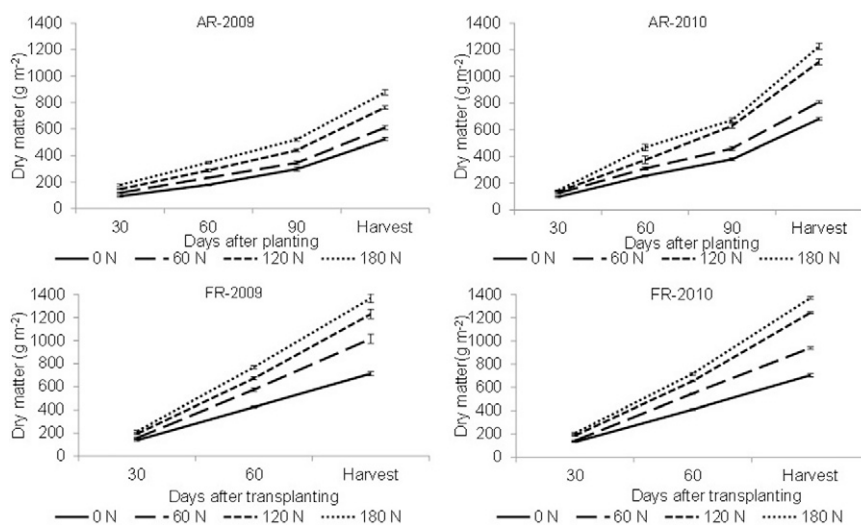 AR-2009
1400
1200
1000
800
600
400
200
0
Dry matter (g m-2)
30 60 90 Harvest
Days after planting
0 N 60 N 120 N 180 N
AR-2010
1400
1200
1000
800
600
400
200
0
Dry matter (g m-2)
30 60 90 Harvest
Days after planting
0 N 60 N 120 N 180 N
FR-2009
1400
1200
1000
800
600
400
200
0
Dry matter (g m-2)
30 60 Harvest
Days after transplanting
0 N 60 N 120 N 180 N
FR-2010
1400
1200
1000
800
600
400
200
0
Dry matter (g m-2)
30 60 Harvest
Days after transplanting
0 N 60 N 120 N 180 N